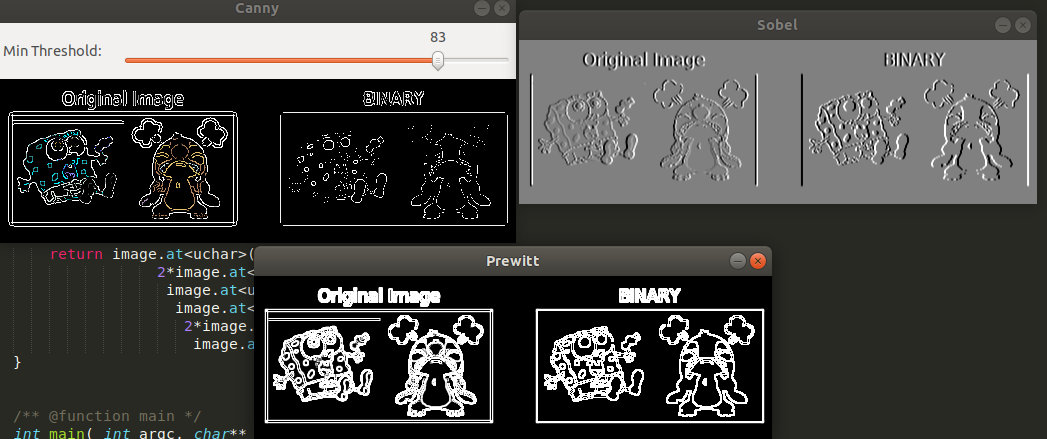 Canny
Min Threshold:
83
Original Image
BINARY
Sobel
Original Image
BINARY
return image.at<uchar>(
2*image.at<
image.at<u
image.at<
2*image.
image.a
}
/** @function main */
int main( int argc, char**
Prewitt
Original Image
BINARY